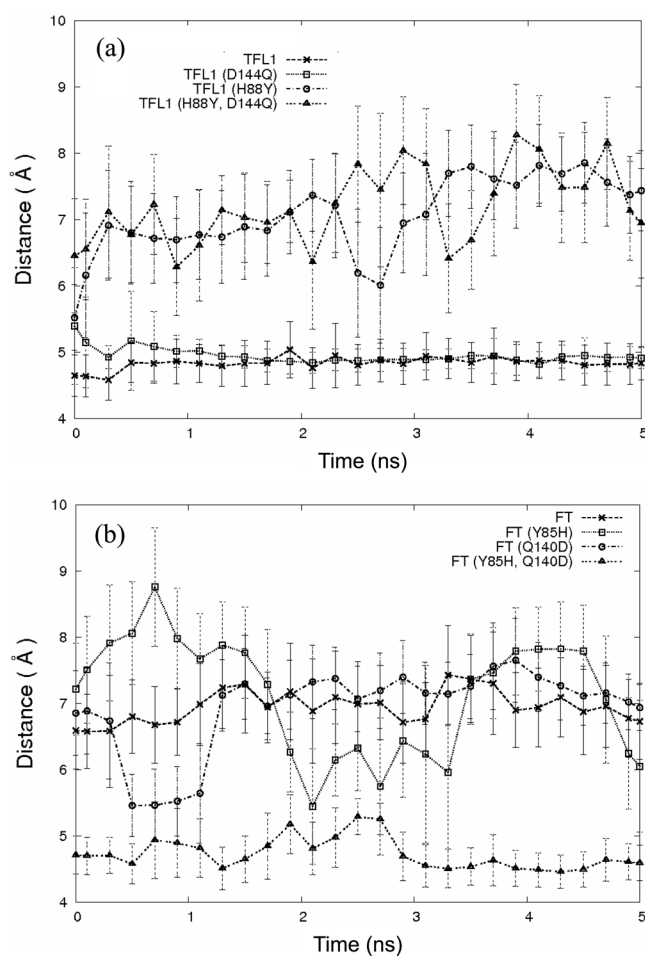 (a)
TFL1
TFL1 (D144Q)
TFL1 (H88Y)
TFL1 (H88Y, D144Q)
10
9
8
7
6
5
4
Distance ( Å )
0 1 2 3 4 5
Time (ns)
(b)
FT
FT (Y85H)
FT (Q140D)
FT (Y85H, Q140D)
10
9
8
7
6
5
4
Distance ( Å )
0 1 2 3 4 5
Time (ns)